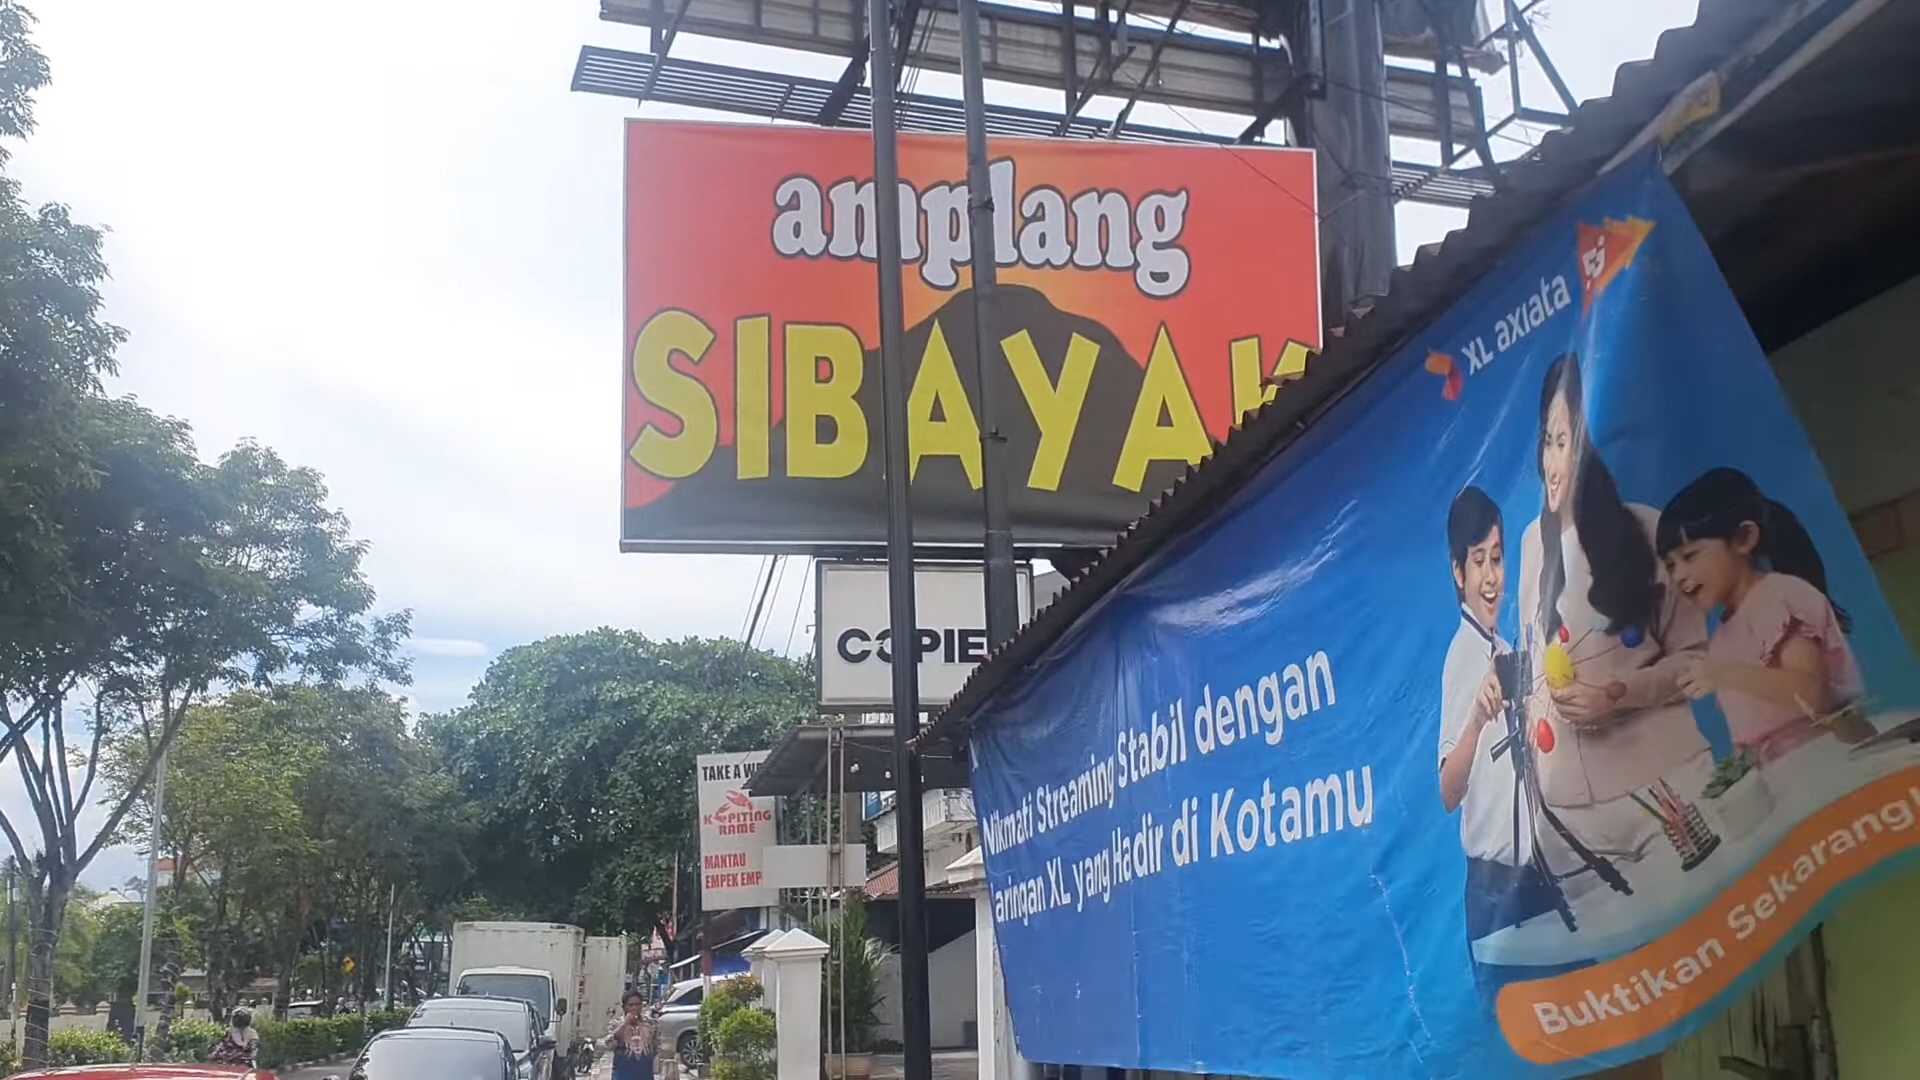 amplang
SIBAYAK
COPIE
TAKE A
KEPITING
RAME
MANTAU
EMPEK EMP
XL axiata
Nikmati Streaming Stabil dengan
Jaringan XL yang Hadir di Kotamu
Buktikan Sekarang!